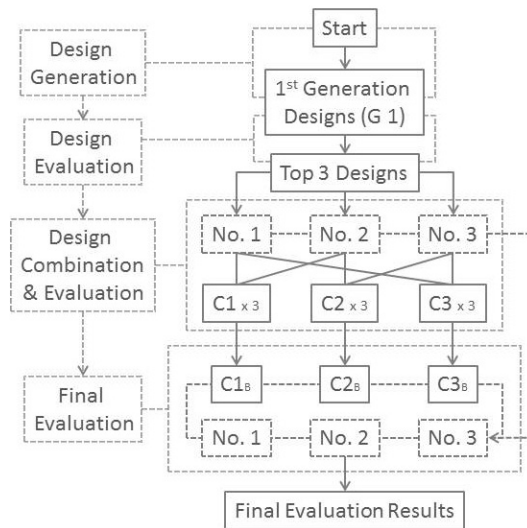 Start
Design
Generation
1st Generation
Designs (G 1)
Design
Evaluation
Top 3 Designs
No. 1
No. 2
No. 3
Design
Combination
& Evaluation
C1 x 3
C2 x 3
C3 x 3
Final
Evaluation
C1B
C2B
C3B
No. 1
No. 2
No. 3
Final Evaluation Results